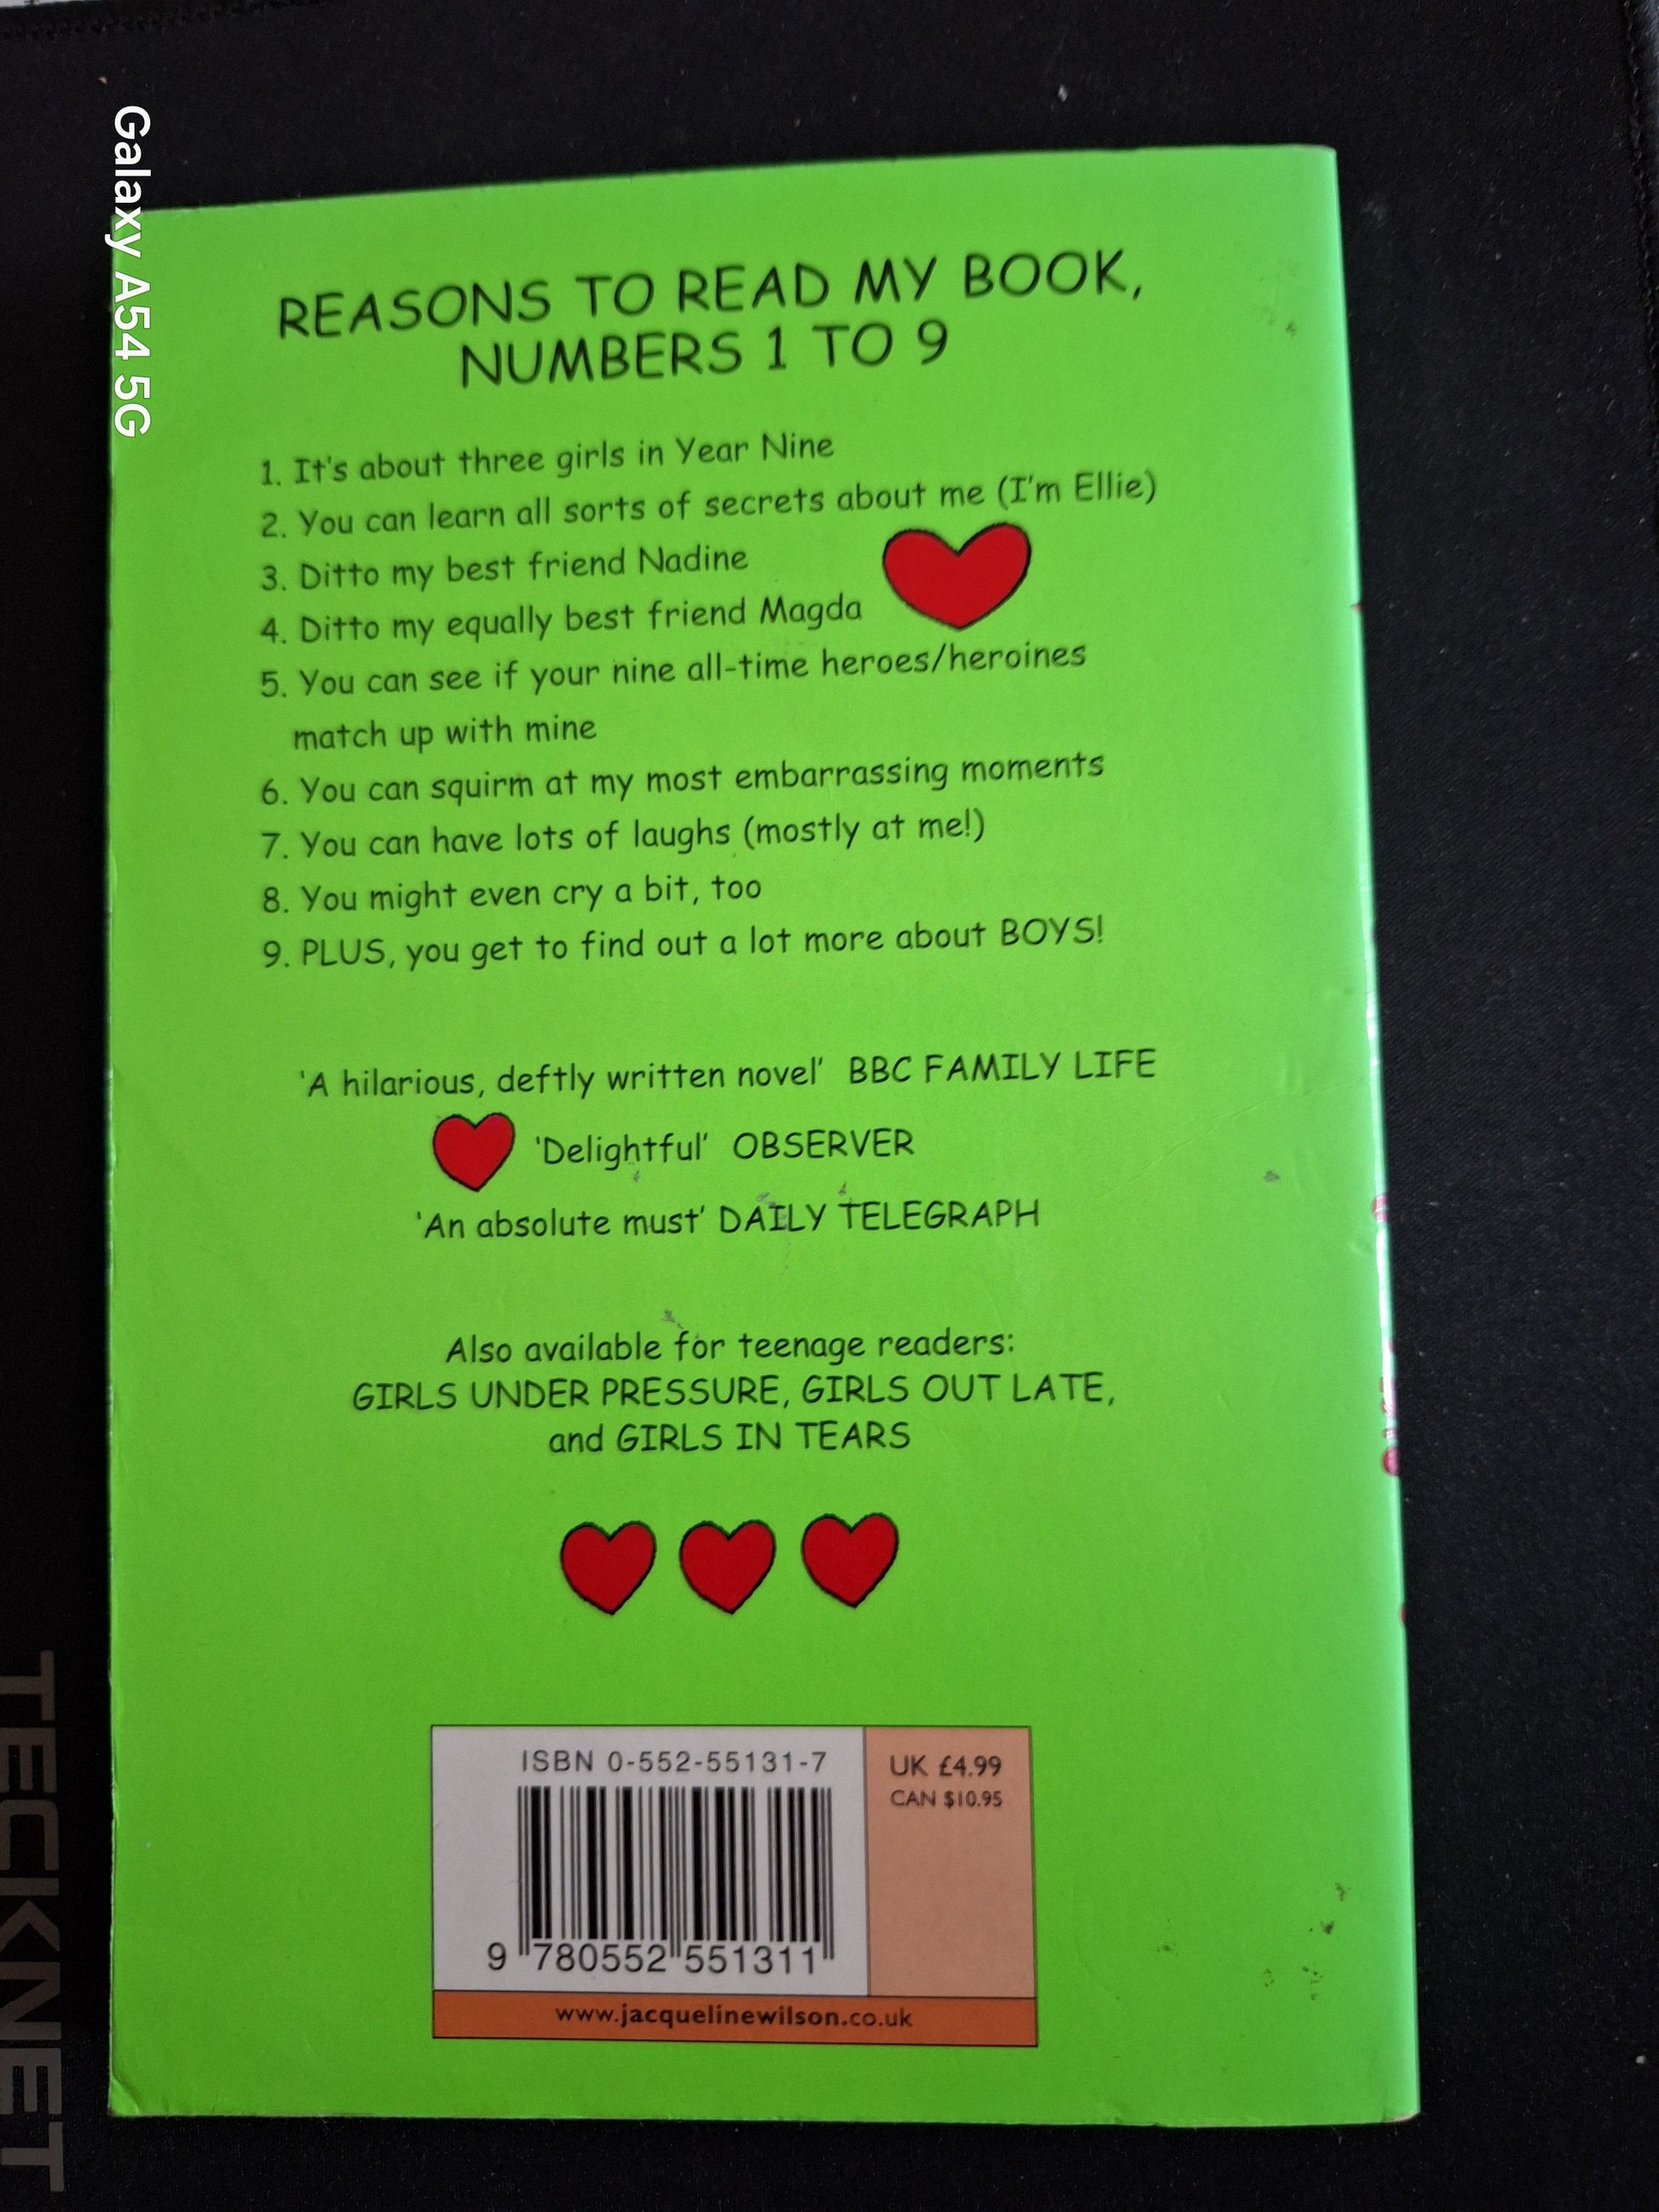 Galaxy A54 5G
REASONS TO READ MY BOOK,
NUMBERS 1 TO 9
1. It's about three girls in Year Nine
2. You can learn all sorts of secrets about me (I'm Ellie)
3. Ditto my best friend Nadine
4. Ditto my equally best friend Magda
5. You can see if your nine all-time heroes/heroines
match up with mine
6. You can squirm at my most embarrassing moments
7. You can have lots of laughs (mostly at me!)
8. You might even cry a bit, too
9. PLUS, you get to find out a lot more about BOYS!
'A hilarious, deftly written novel' BBC FAMILY LIFE
'Delightful' OBSERVER
'An absolute must' DAILY TELEGRAPH
Also available for teenage readers:
GIRLS UNDER PRESSURE, GIRLS OUT LATE,
and GIRLS IN TEARS
ISBN 0-552-55131-7
UK £4.99
CAN $10.95
9 780552 551311
www.jacquelinewilson.co.uk
TECKNET